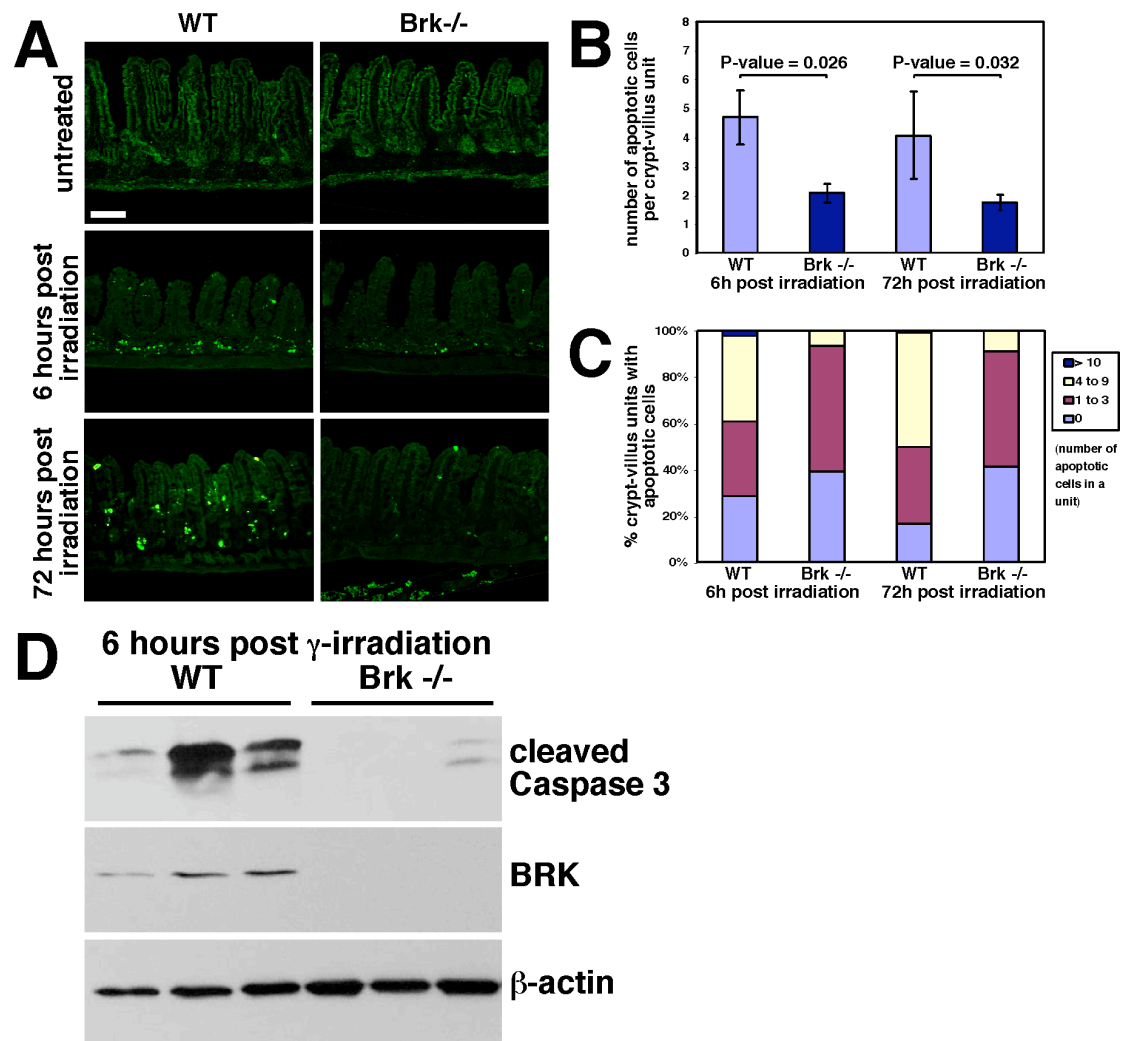 A
WT
Brk-/-
untreated
6 hours post
irradiation
72 hours post
irradiation
B
number of apoptotic cells
per crypt-villus unit
8
7
6
5
4
3
2
1
0
P-value = 0.026
P-value = 0.032
WT
Brk -/-
WT
Brk -/-
6h post irradiation
72h post irradiation
C
% crypt-villus units with
apoptotic cells
100%
80%
60%
40%
20%
0%
WT
Brk -/-
WT
Brk -/-
6h post irradiation
72h post irradiation
> 10
4 to 9
1 to 3
0
(number of
apoptotic
cells in a
unit)
D
6 hours post γ-irradiation
WT
Brk -/-
cleaved
Caspase 3
BRK
β-actin